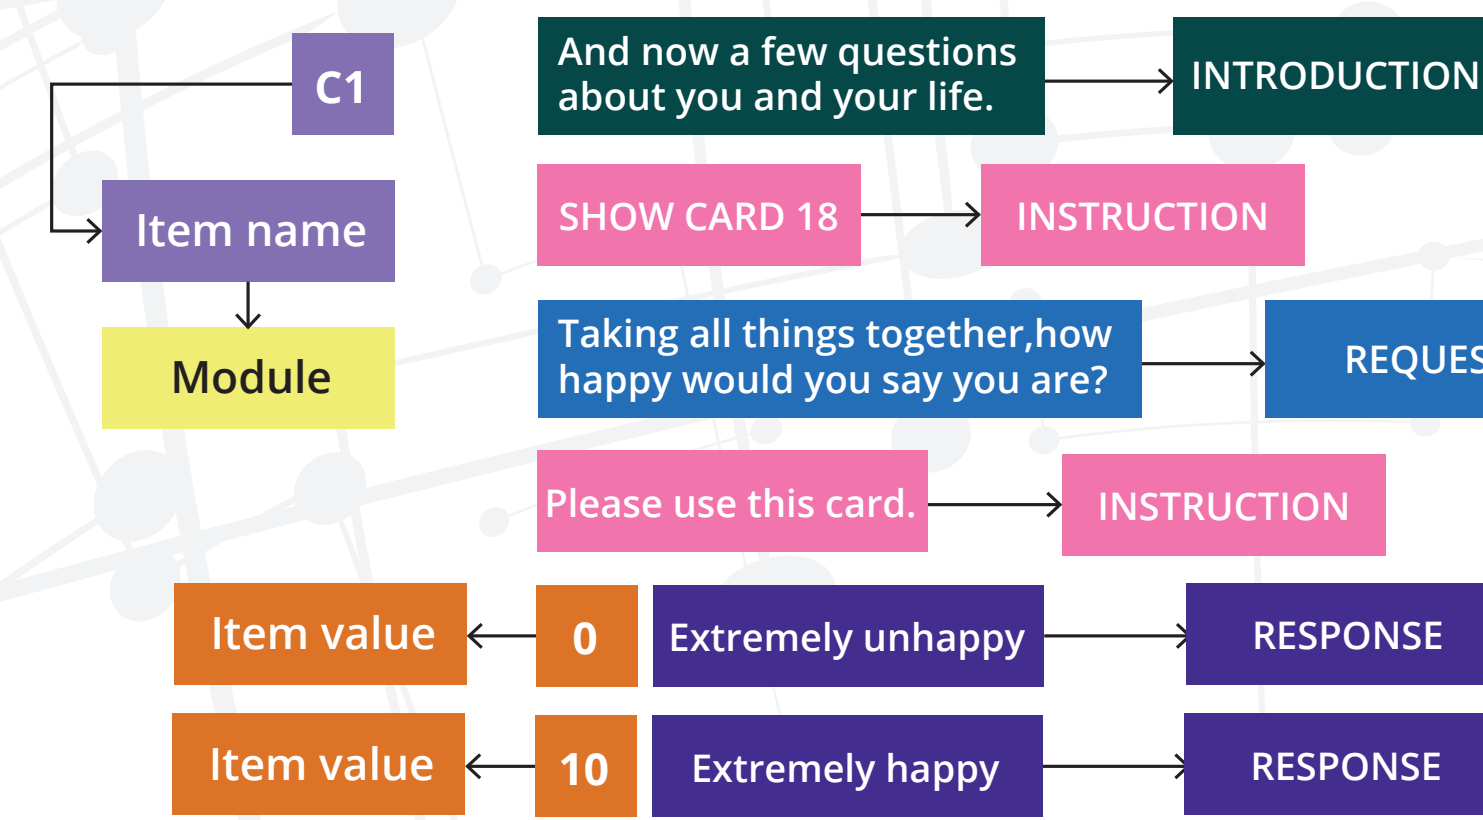 C1
And now a few questions
about you and your life.
INTRODUCTION
Item name
SHOW CARD 18
INSTRUCTION
Module
Taking all things together,how
happy would you say you are?
REQUES
Please use this card.
INSTRUCTION
Item value
0
Extremely unhappy
RESPONSE
Item value
10
Extremely happy
RESPONSE